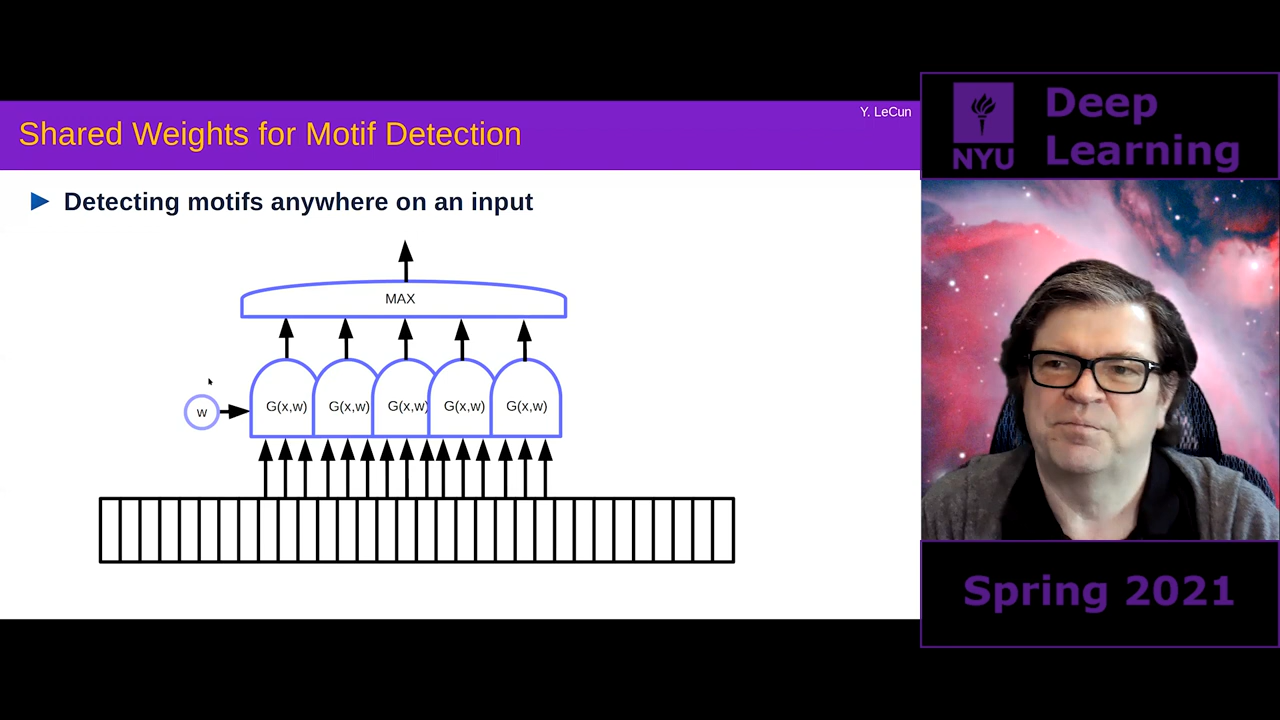 Y. LeCun
Shared Weights for Motif Detection
Detecting motifs anywhere on an input
MAX
w
G(x,w) G(x,w) G(x,w) G(x,w) G(x,w)
NYU
Deep
Learning
Spring 2021